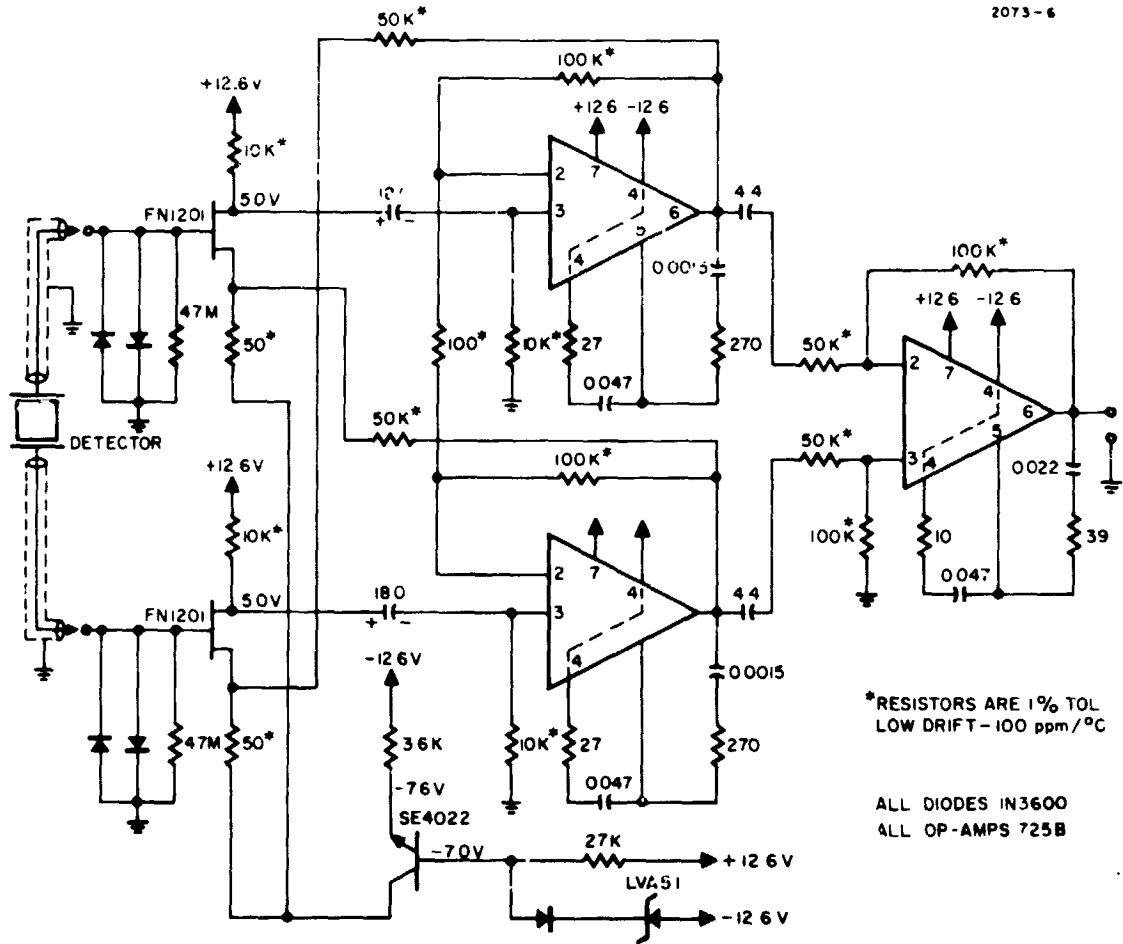 2073-6
50K*
100K*
+12.6V
+12 6
-12.6
10K*
2
7
4
50V
44
FN1201
3
6
5
4
0.0015
100K*
+12 6
-12 6
47M
50*
100*
10K*
27
270
50K*
2
7
0.047
4
50K*
6
DETECTOR
50K*
3
5
4
0.022
+12.6V
100K*
10K*
100K*
10
39
2
7
4
0.047
50V
180
44
FN1201
3
+ -
-12.6V
4
0.0015
*RESISTORS ARE 1% TOL
LOW DRIFT-100 ppm/°C
47M
50*
3.6K
10K*
27
270
-7.6V
0.047
SE4022
ALL DIODES IN3600
-7.0V
27K
ALL OP-AMPS 725B
+12 6V
LVA51
-12 6V